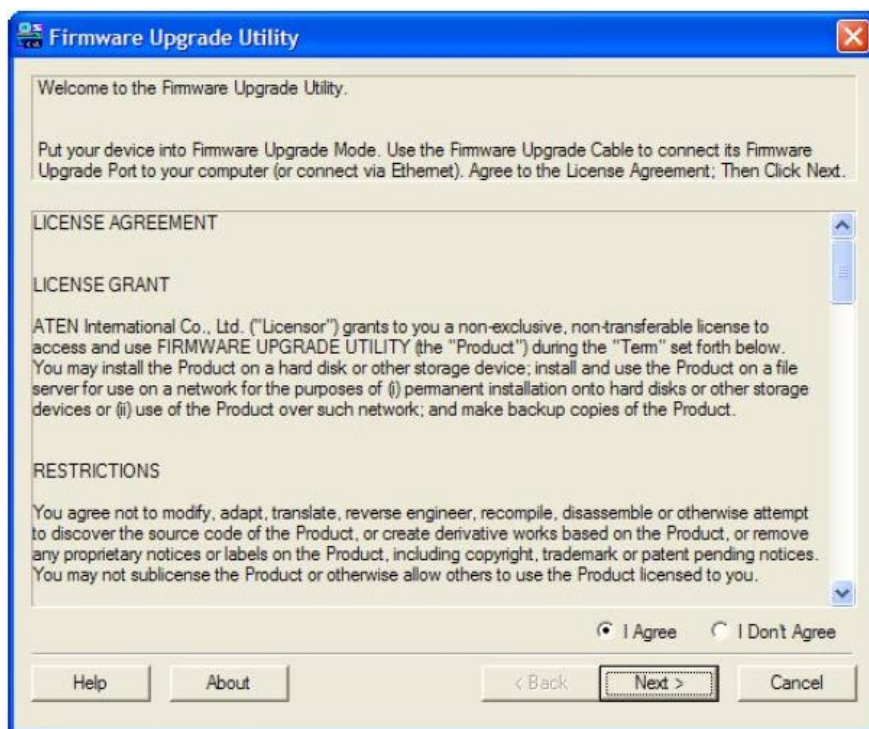 Firmware Upgrade Utility
Welcome to the Firmware Upgrade Utility.
Put your device into Firmware Upgrade Mode. Use the Firmware Upgrade Cable to connect its Firmware
Upgrade Port to your computer (or connect via Ethernet). Agree to the License Agreement; Then Click Next.
LICENSE AGREEMENT
LICENSE GRANT
ATEN International Co., Ltd. ("Licensor") grants to you a non-exclusive, non-transferable license to
access and use FIRMWARE UPGRADE UTILITY (the "Product") during the "Term" set forth below.
You may install the Product on a hard disk or other storage device; install and use the Product on a file
server for use on a network for the purposes of (i) permanent installation onto hard disks or other storage
devices or (ii) use of the Product over such network; and make backup copies of the Product.
RESTRICTIONS
You agree not to modify, adapt, translate, reverse engineer, recompile, disassemble or otherwise attempt
to discover the source code of the Product, or create derivative works based on the Product, or remove
any proprietary notices or labels on the Product, including copyright, trademark or patent pending notices.
You may not sublicense the Product or otherwise allow others to use the Product licensed to you.
I Agree I Don't Agree
Help About < Back Next > Cancel